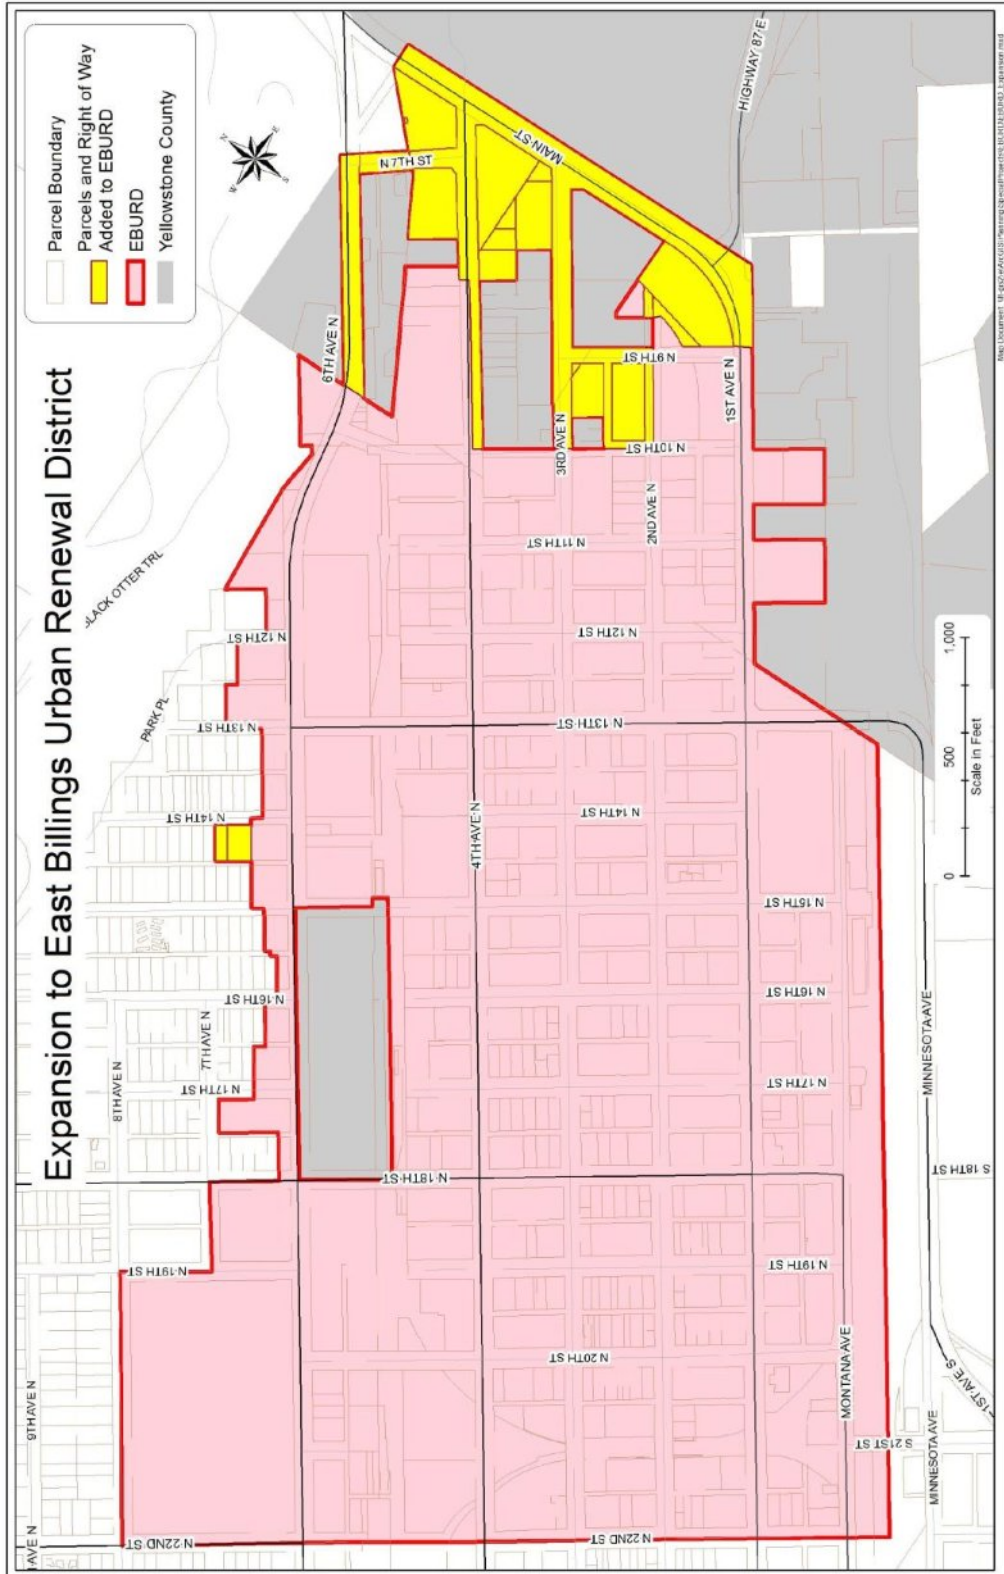 Expansion to East Billings Urban Renewal District
Parcel Boundary
Parcels and Right of Way
Added to EBURD
EBURD
Yellowstone County
N
E
S
W
BLACK OTTER TRL
PARK PL
6TH AVE N
N 7TH ST
MAIN ST
HIGHWAY 87 E
N 9TH ST
1ST AVE N
3RD AVE N
N 10TH ST
2ND AVE N
N 11TH ST
N 12TH ST
N 12TH ST
N 13TH ST
N 13TH ST
N 14TH ST
N 14TH ST
4TH AVE N
N 15TH ST
N 16TH ST
N 16TH ST
7TH AVE N
8TH AVE N
N 17TH ST
N 17TH ST
N 18TH ST
S 18TH ST
N 19TH ST
N 19TH ST
N 20TH ST
9TH AVE N
AVE N
N 22ND ST
N 22ND ST
S 21ST ST
MONTANA AVE
MINNESOTA AVE
MINNESOTA AVE
1ST AVE S
0 500 1,000
Scale in Feet